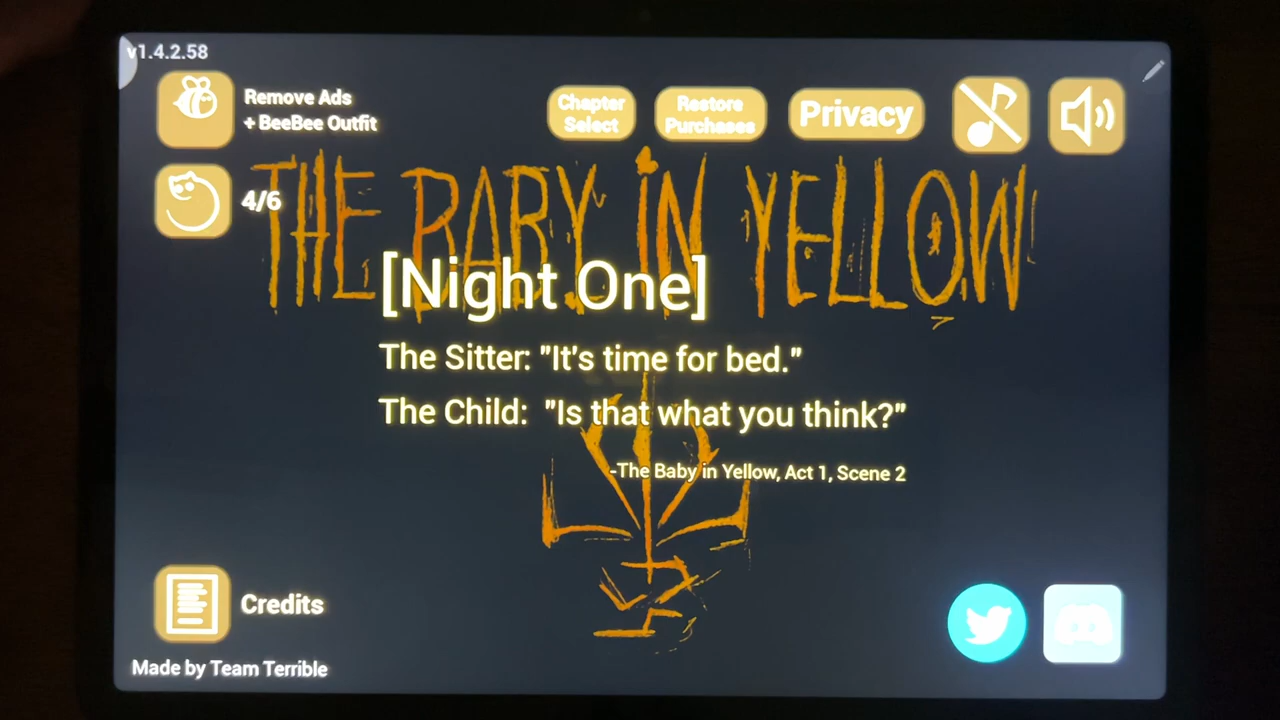 v1.4.2.58
Remove Ads
+ BeeBee Outfit
Chapter
Select
Restore
Purchases
Privacy
4/6
THE BABY IN YELLOW
[Night One]
The Sitter: "It's time for bed."
The Child: "Is that what you think?"
-The Baby in Yellow, Act 1, Scene 2
Credits
Made by Team Terrible